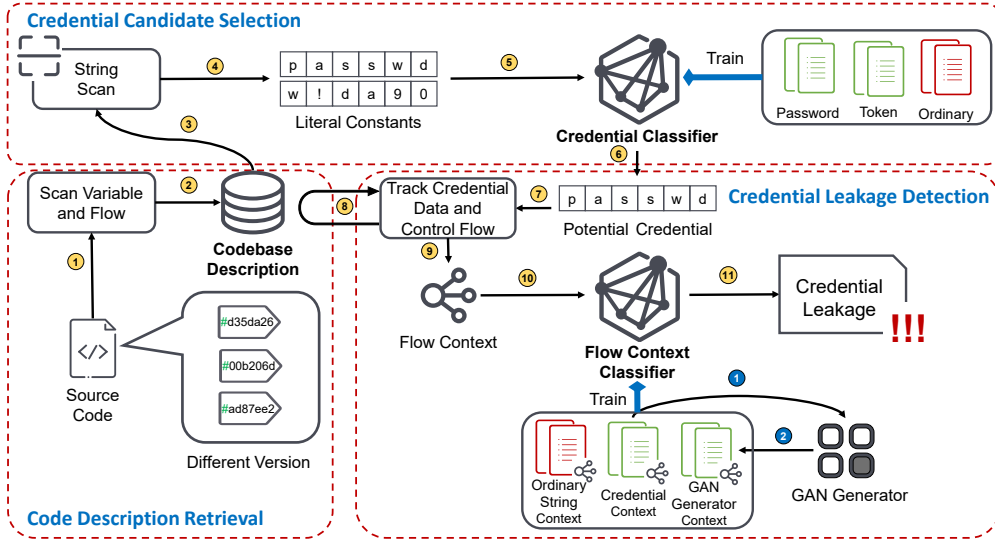 Credential Candidate Selection
String
Scan
4
p a s s w d
w ! d a 9 0
Literal Constants
5
Credential Classifier
Train
Password
Token
Ordinary
3
6
Scan Variable
and Flow
2
Codebase
Description
1
Source
Code
#d35da26
#00b206d
#ad87ee2
Different Version
Code Description Retrieval
Credential Leakage Detection
8
Track Credential
Data and
Control Flow
7
p a s s w d
Potential Credential
9
Flow Context
10
Flow Context
Classifier
11
Credential
Leakage
!!!
Train
1
2
Ordinary
String
Context
Credential
Context
GAN
Generator
Context
GAN Generator